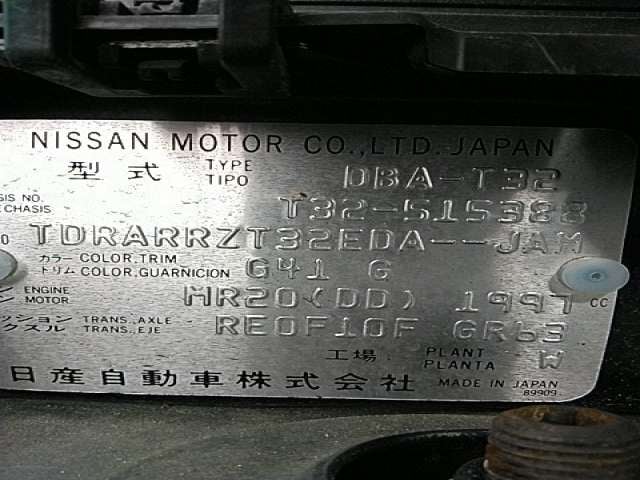 NISSAN MOTOR CO.,LTD. JAPAN
型式 TYPE TIPO DBA-T32
SIS NO. E CHASIS T32-515388
O TDRARRZT32EDA--JAM
カラー トリム COLOR,TRIM COLOR,GUARNICION G41 G
ン ENGINE MOTOR MR20(DD) 1997 CC
ッション クスル TRANS.,AXLE TRANS.,EJE RE0F10F GR63
工場 PLANT PLANTA W
日産自動車株式会社 MADE IN JAPAN
89909